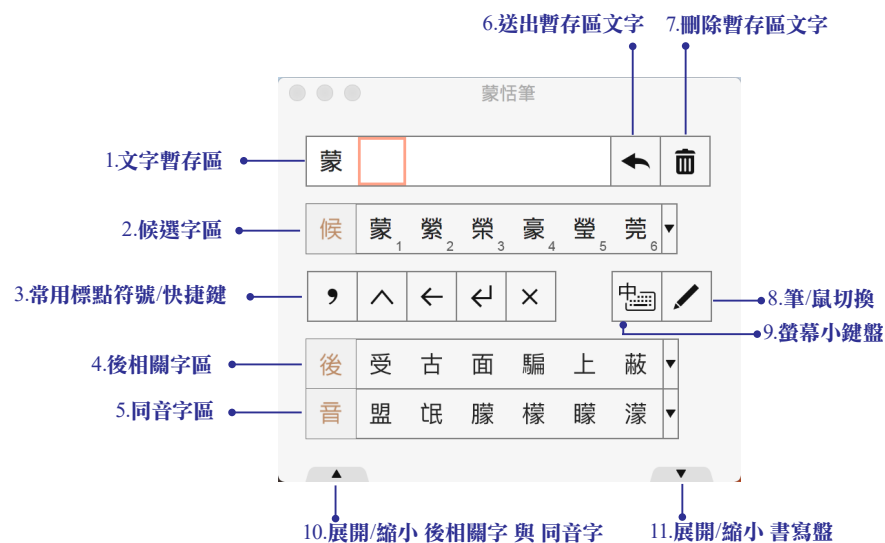 6.送出暫存區文字 7.刪除暫存區文字
蒙恬筆
1.文字暫存區 蒙
2.候選字區 候 蒙1 縈2 榮3 豪4 瑩5 莞6
3.常用標點符號/快捷鍵 , ヘ ← ↵ × 中 8.筆/鼠切換
9.螢幕小鍵盤
4.後相關字區 後 受 古 面 騙 上 蔽
5.同音字區 音 盟 氓 朦 檬 矇 濛
10.展開/縮小 後相關字 與 同音字 11.展開/縮小 書寫盤